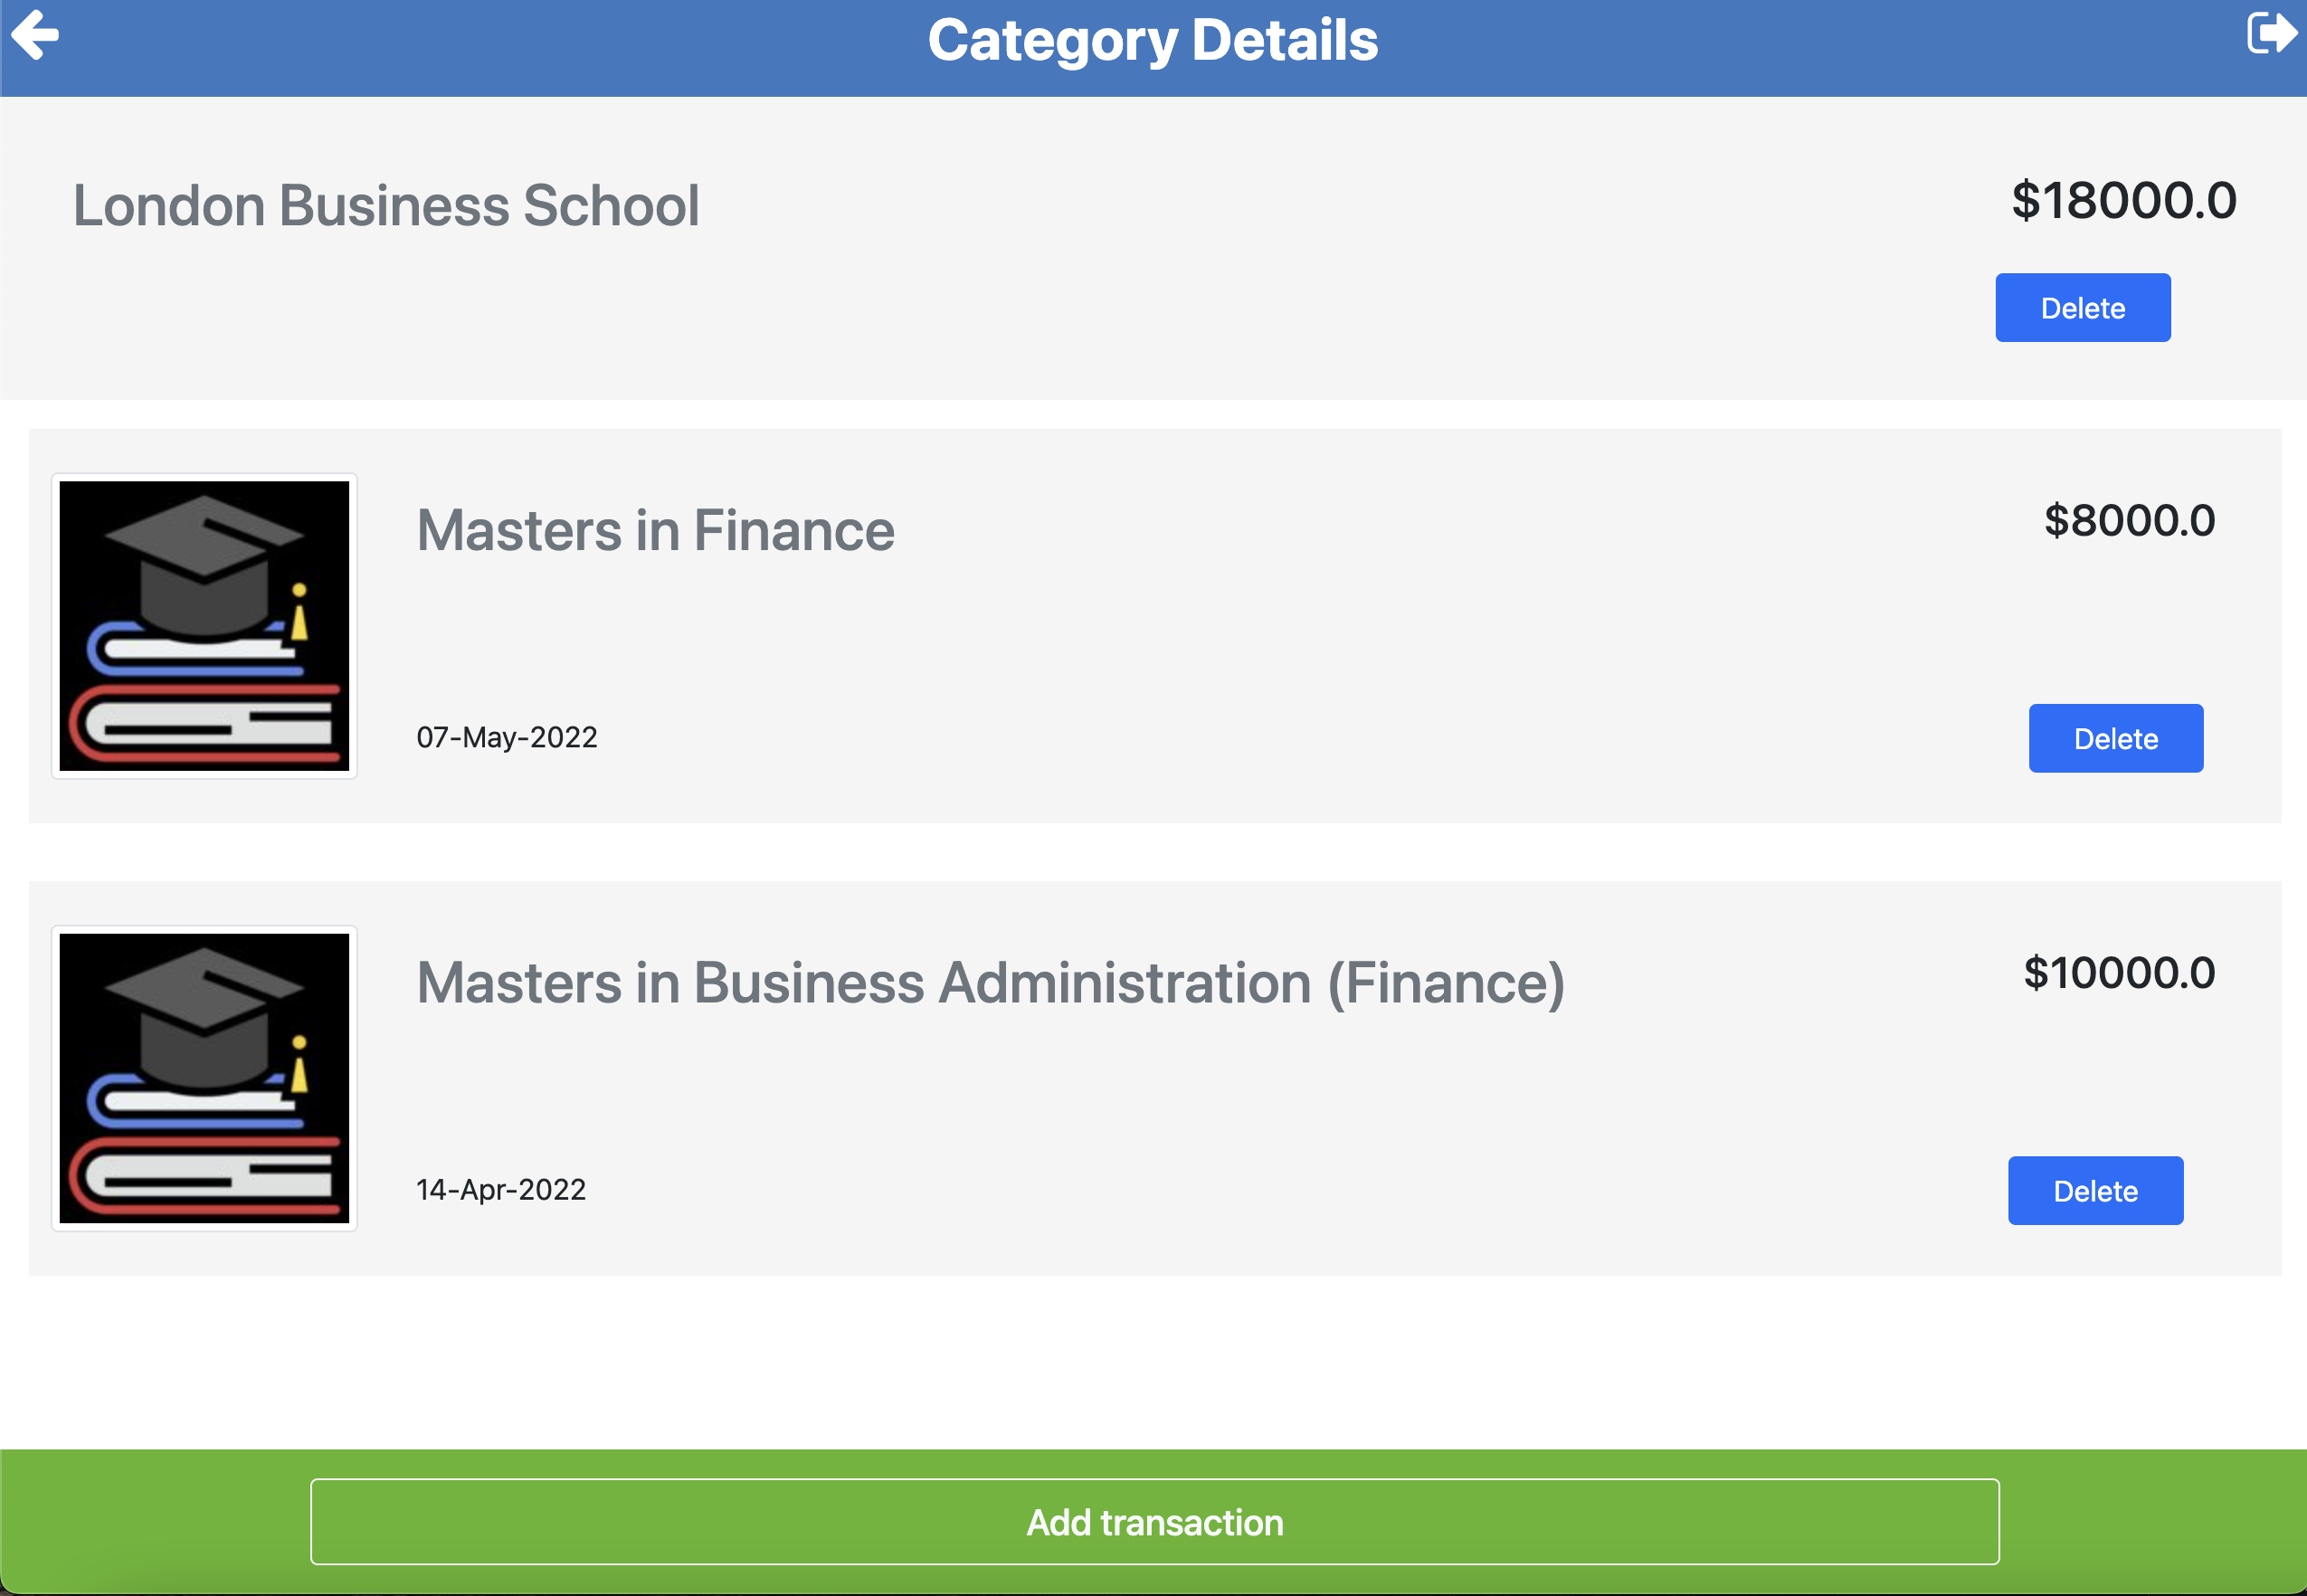 Category Details
London Business School
$18000.0
Delete
Masters in Finance
$8000.0
07-May-2022
Delete
Masters in Business Administration (Finance)
$10000.0
14-Apr-2022
Delete
Add transaction